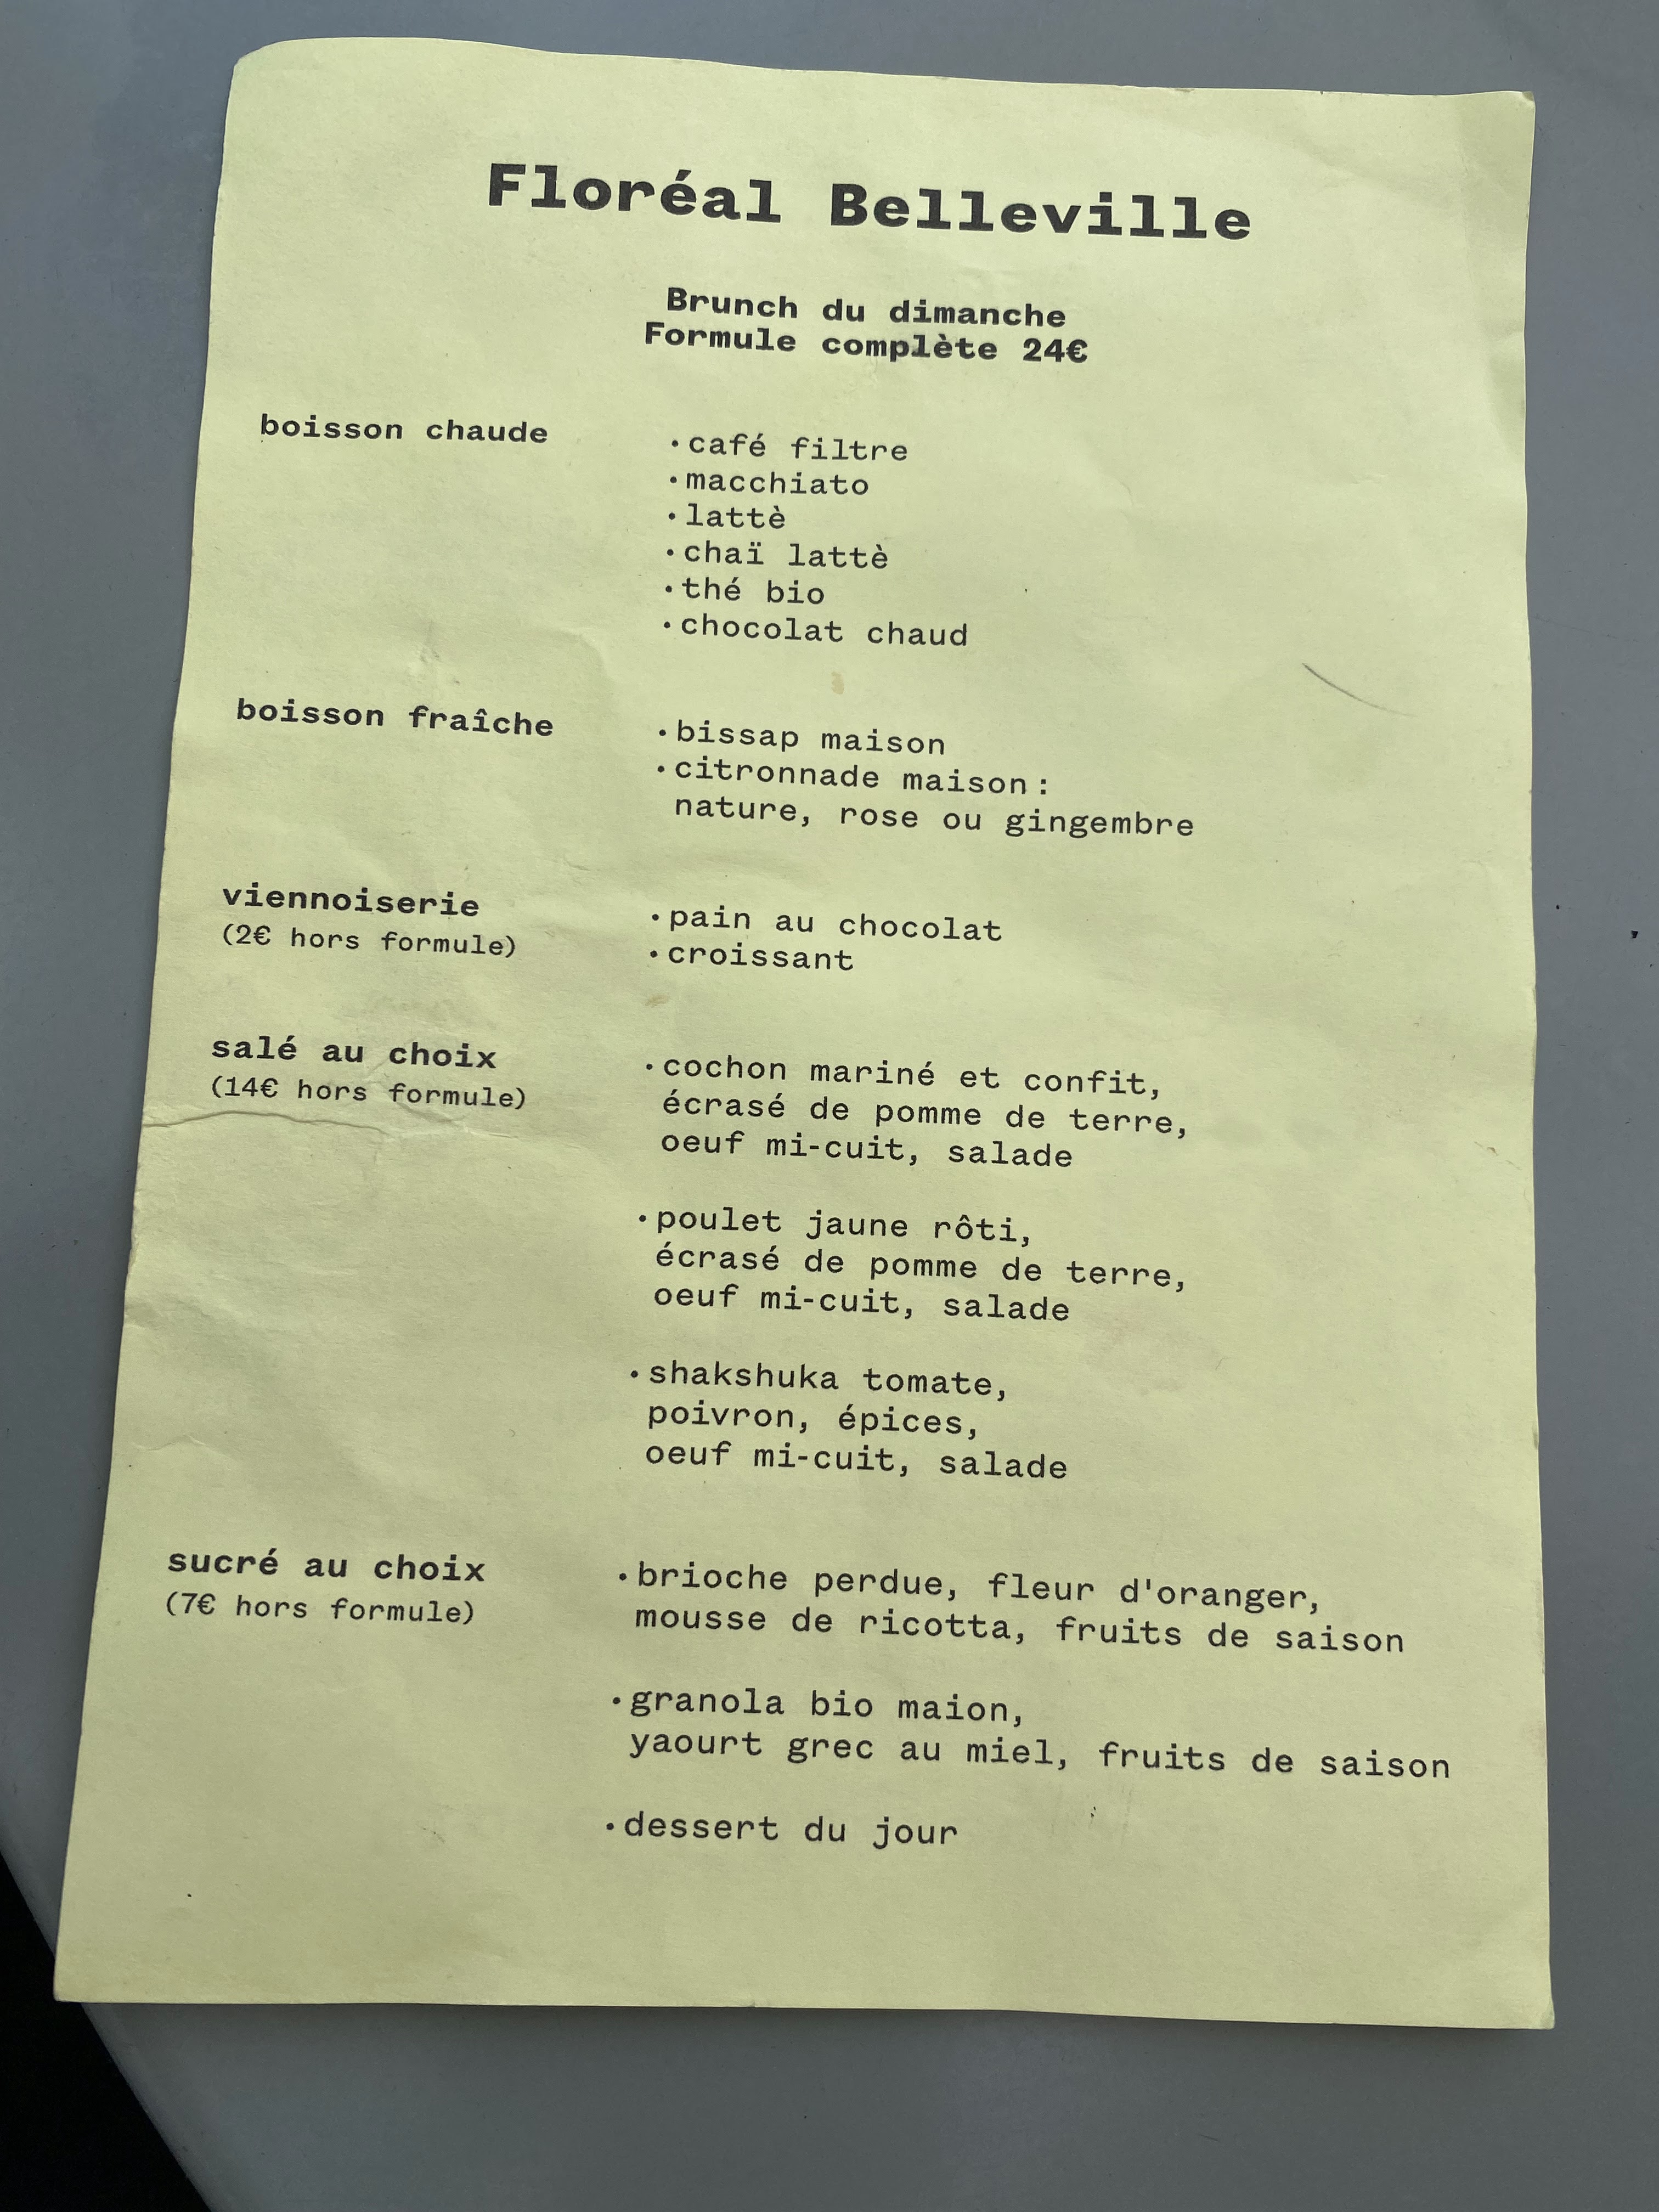 Floréal Belleville
Brunch du dimanche
Formule complète 24€
boisson chaude
·café filtre
·macchiato
·lattè
·chaï lattè
·thé bio
·chocolat chaud
boisson fraîche
·bissap maison
·citronnade maison:
nature, rose ou gingembre
viennoiserie
(2€ hors formule)
·pain au chocolat
·croissant
salé au choix
(14€ hors formule)
·cochon mariné et confit,
écrasé de pomme de terre,
oeuf mi-cuit, salade
·poulet jaune rôti,
écrasé de pomme de terre,
oeuf mi-cuit, salade
·shakshuka tomate,
poivron, épices,
oeuf mi-cuit, salade
sucré au choix
(7€ hors formule)
·brioche perdue, fleur d'oranger,
mousse de ricotta, fruits de saison
·granola bio maion,
yaourt grec au miel, fruits de saison
·dessert du jour